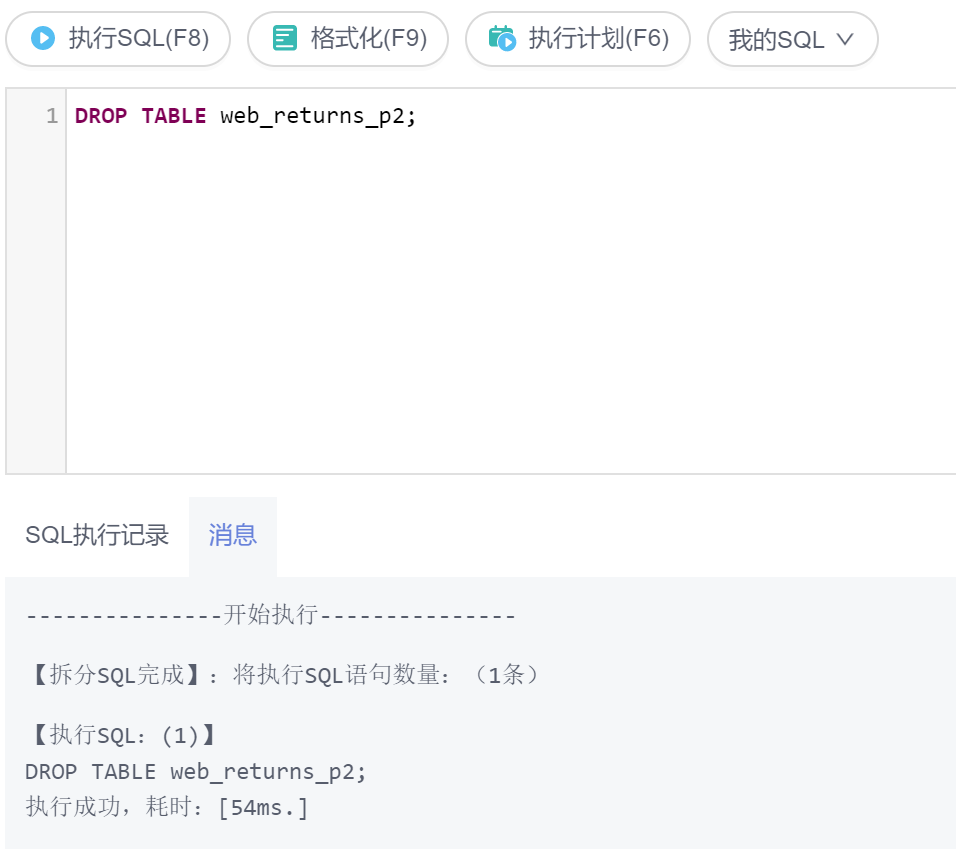 执行SQL(F8) 格式化(F9) 执行计划(F6) 我的SQL
1 DROP TABLE web_returns_p2;
SQL执行记录 消息
---------------开始执行---------------
【拆分SQL完成】：将执行SQL语句数量：（1条）
【执行SQL：(1)】
DROP TABLE web_returns_p2;
执行成功，耗时：[54ms.]